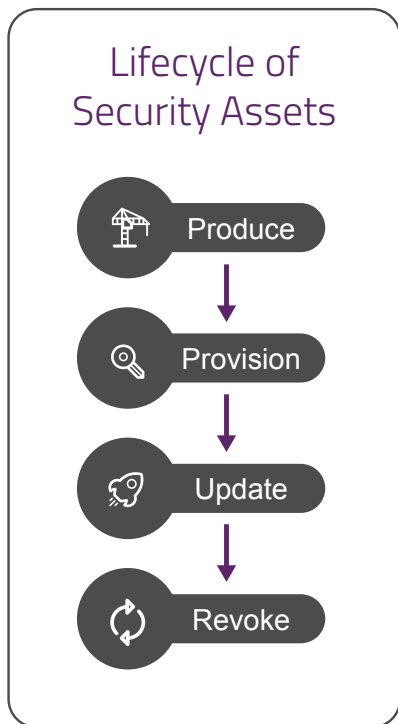 Lifecycle of
Security Assets
Produce
Provision
Update
Revoke